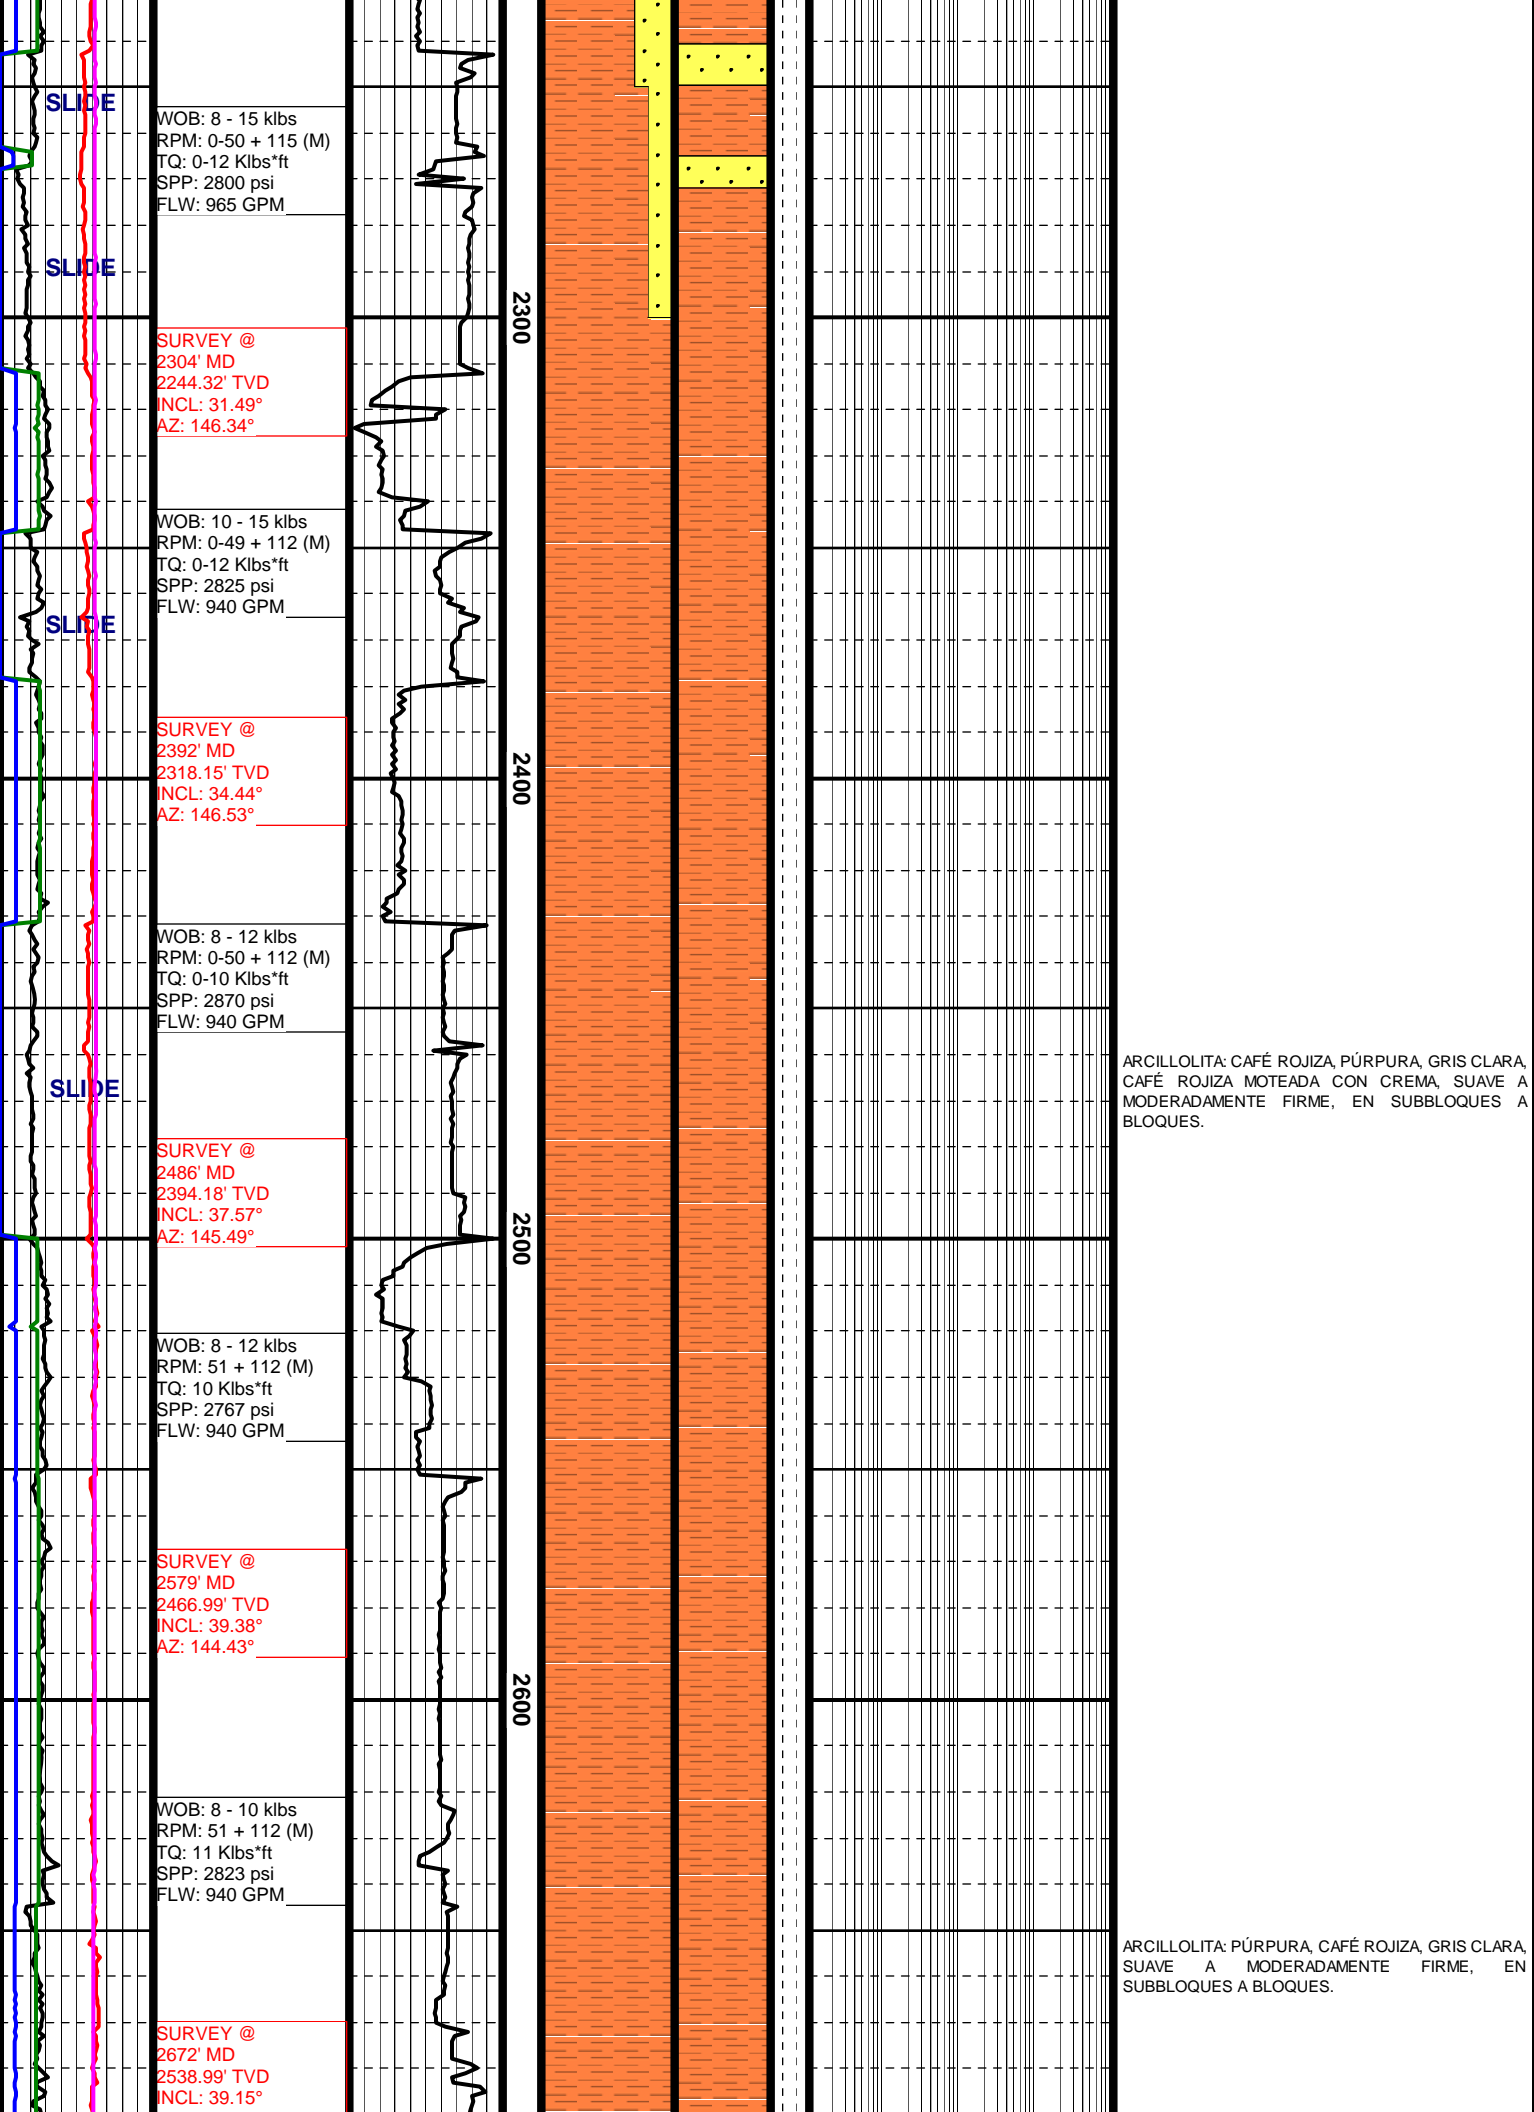 SLIDE
WOB: 8 - 15 klbs
RPM: 0-50 + 115 (M)
TQ: 0-12 Klbs*ft
SPP: 2800 psi
FLW: 965 GPM
SLIDE
2300
SURVEY @
2304' MD
2244.32' TVD
INCL: 31.49°
AZ: 146.34°
WOB: 10 - 15 klbs
RPM: 0-49 + 112 (M)
TQ: 0-12 Klbs*ft
SPP: 2825 psi
FLW: 940 GPM
SLIDE
SURVEY @
2392' MD
2318.15' TVD
INCL: 34.44°
AZ: 146.53°
2400
WOB: 8 - 12 klbs
RPM: 0-50 + 112 (M)
TQ: 0-10 Klbs*ft
SPP: 2870 psi
FLW: 940 GPM
ARCILLOLITA: CAFÉ ROJIZA, PÚRPURA, GRIS CLARA,
CAFÉ ROJIZA MOTEADA CON CREMA, SUAVE A
MODERADAMENTE FIRME, EN SUBBLOQUES A
BLOQUES.
SLIDE
SURVEY @
2486' MD
2394.18' TVD
INCL: 37.57°
AZ: 145.49°
2500
WOB: 8 - 12 klbs
RPM: 51 + 112 (M)
TQ: 10 Klbs*ft
SPP: 2767 psi
FLW: 940 GPM
SURVEY @
2579' MD
2466.99' TVD
INCL: 39.38°
AZ: 144.43°
2600
WOB: 8 - 10 klbs
RPM: 51 + 112 (M)
TQ: 11 Klbs*ft
SPP: 2823 psi
FLW: 940 GPM
ARCILLOLITA: PÚRPURA, CAFÉ ROJIZA, GRIS CLARA,
SUAVE A MODERADAMENTE FIRME, EN
SUBBLOQUES A BLOQUES.
SURVEY @
2672' MD
2538.99' TVD
INCL: 39.15°